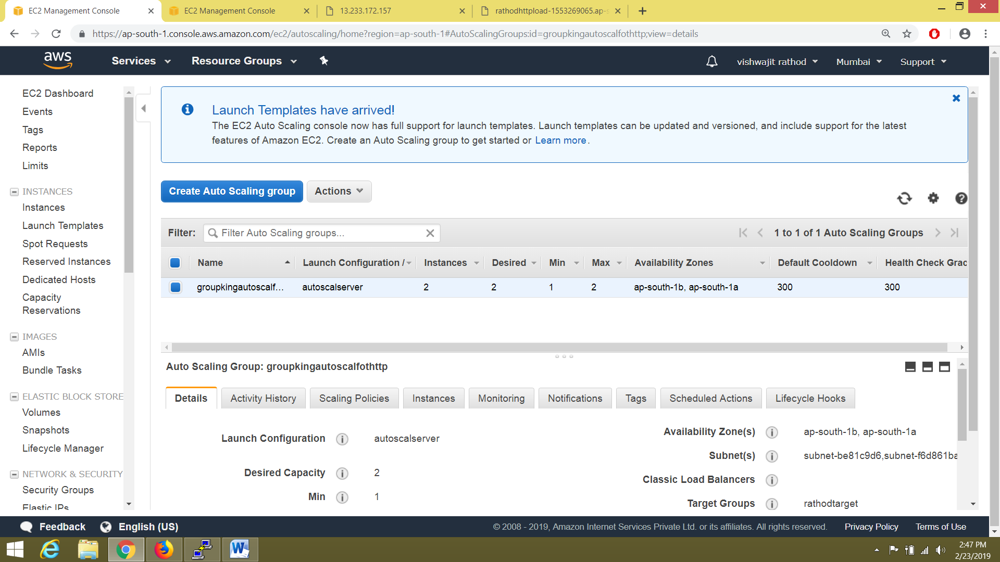 EC2 Management Console
EC2 Management Console
13.233.172.157
rathodhttpload-1553269065.ap-s
https://ap-south-1.console.aws.amazon.com/ec2/autoscaling/home?region=ap-south-1#AutoScalingGroups:id=groupkingautoscalfothttp;view=details
aws
Services
Resource Groups
vishwajit rathod
Mumbai
Support
EC2 Dashboard
Events
Tags
Reports
Limits
INSTANCES
Instances
Launch Templates
Spot Requests
Reserved Instances
Dedicated Hosts
Capacity
Reservations
IMAGES
AMIs
Bundle Tasks
ELASTIC BLOCK STORE
Volumes
Snapshots
Lifecycle Manager
NETWORK & SECURITY
Security Groups
Elastic IPs
Launch Templates have arrived!
The EC2 Auto Scaling console now has full support for launch templates. Launch templates can be updated and versioned, and include support for the latest
features of Amazon EC2. Create an Auto Scaling group to get started or Learn more.
Create Auto Scaling group
Actions
Filter: Filter Auto Scaling groups...
1 to 1 of 1 Auto Scaling Groups
Name Launch Configuration / Instances Desired Min Max Availability Zones Default Cooldown Health Check Grac
groupkingautoscalf... autoscalserver 2 2 1 2 ap-south-1b, ap-south-1a 300 300
Auto Scaling Group: groupkingautoscalfothttp
Details Activity History Scaling Policies Instances Monitoring Notifications Tags Scheduled Actions Lifecycle Hooks
Launch Configuration autoscalserver
Desired Capacity 2
Min 1
Availability Zone(s) ap-south-1b, ap-south-1a
Subnet(s) subnet-be81c9d6,subnet-f6d861ba
Classic Load Balancers
Target Groups rathodtarget
Feedback
English (US)
© 2008 - 2019, Amazon Internet Services Private Ltd. or its affiliates. All rights reserved.
Privacy Policy
Terms of Use
2:47 PM
2/23/2019